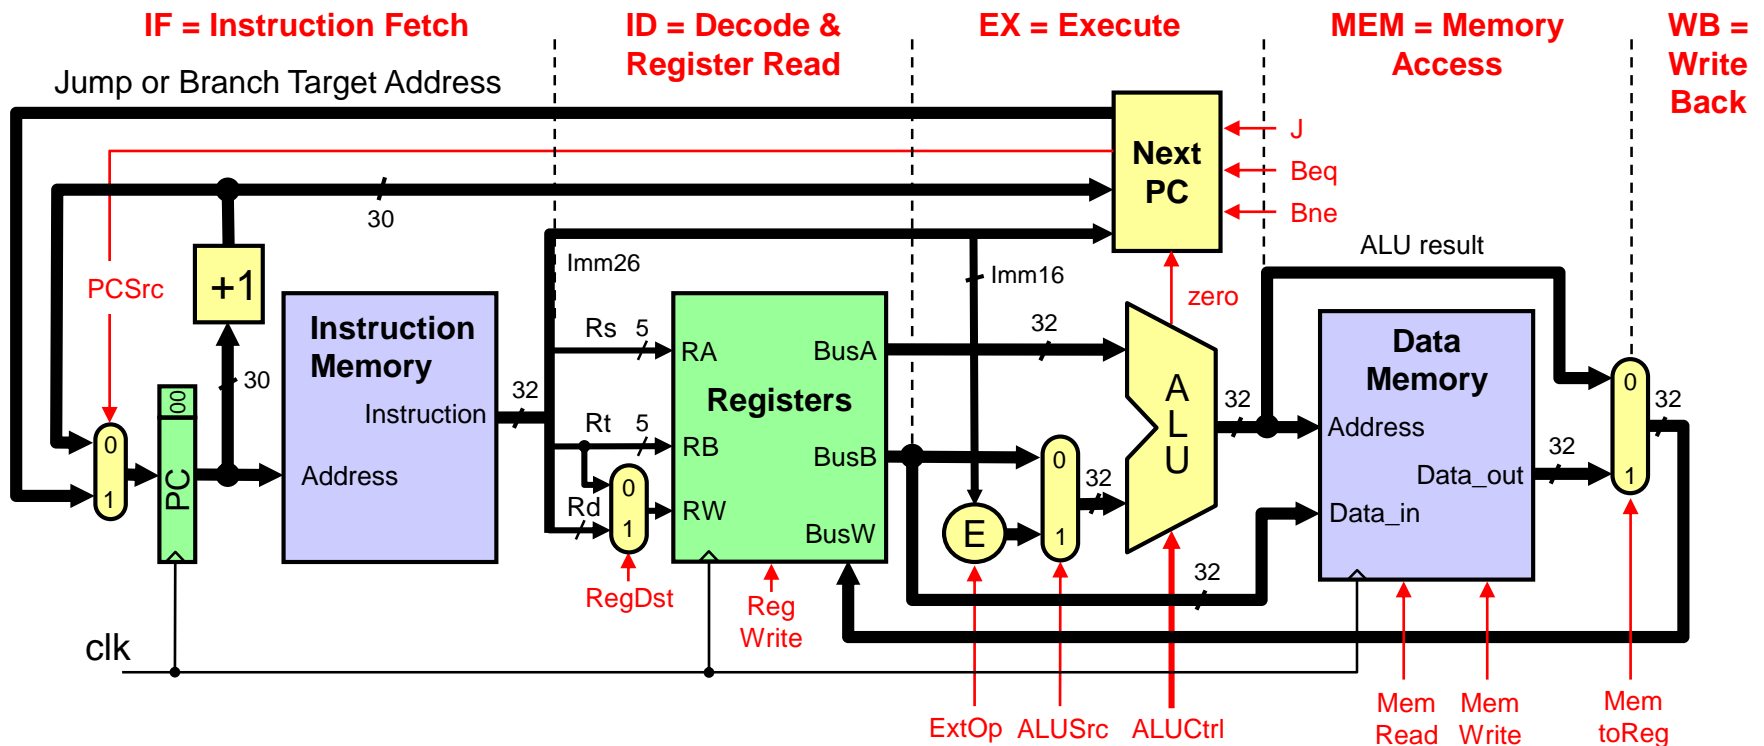 IF = Instruction Fetch
ID = Decode &
Register Read
EX = Execute
MEM = Memory
Access
WB =
Write
Back
Jump or Branch Target Address
Next
PC
J
Beq
Bne
30
PCSrc
+1
Imm26
Imm16
zero
ALU result
Instruction
Memory
Instruction
Address
30
32
00
PC
0
1
Rs
5
Rt
5
Rd
0
1
RA
RB
RW
Registers
BusA
BusB
BusW
32
0
1
32
E
A
L
U
32
Data
Memory
Address
Data_out
Data_in
32
32
0
1
32
RegDst
Reg
Write
clk
ExtOp
ALUSrc
ALUCtrl
Mem
Read
Mem
Write
Mem
toReg